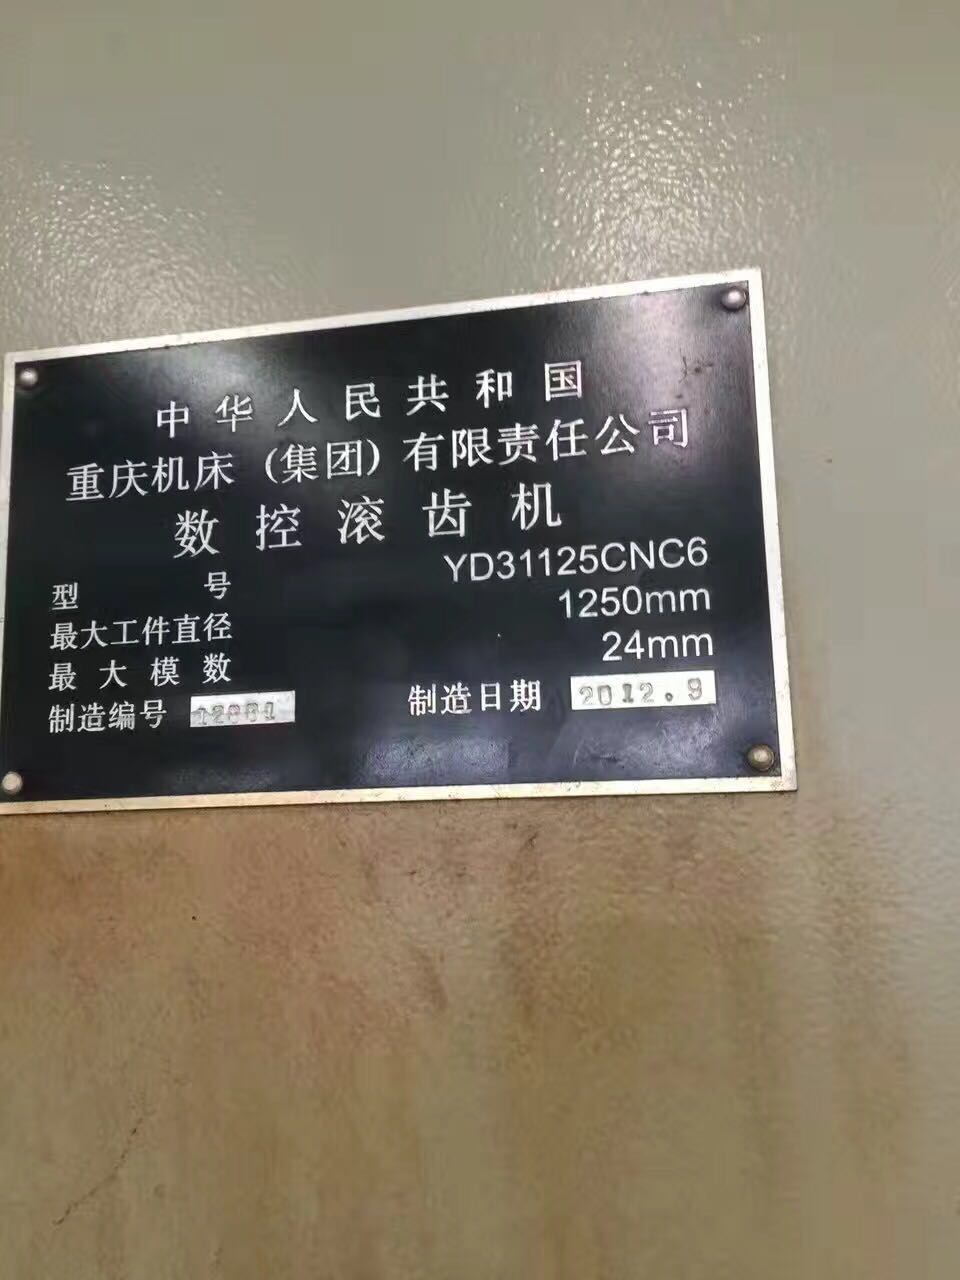 中华人民共和国
重庆机床(集团)有限责任公司
数控滚齿机
型号 YD31125CNC6
最大工件直径 1250mm
最大模数 24mm
制造编号 制造日期 2012.9